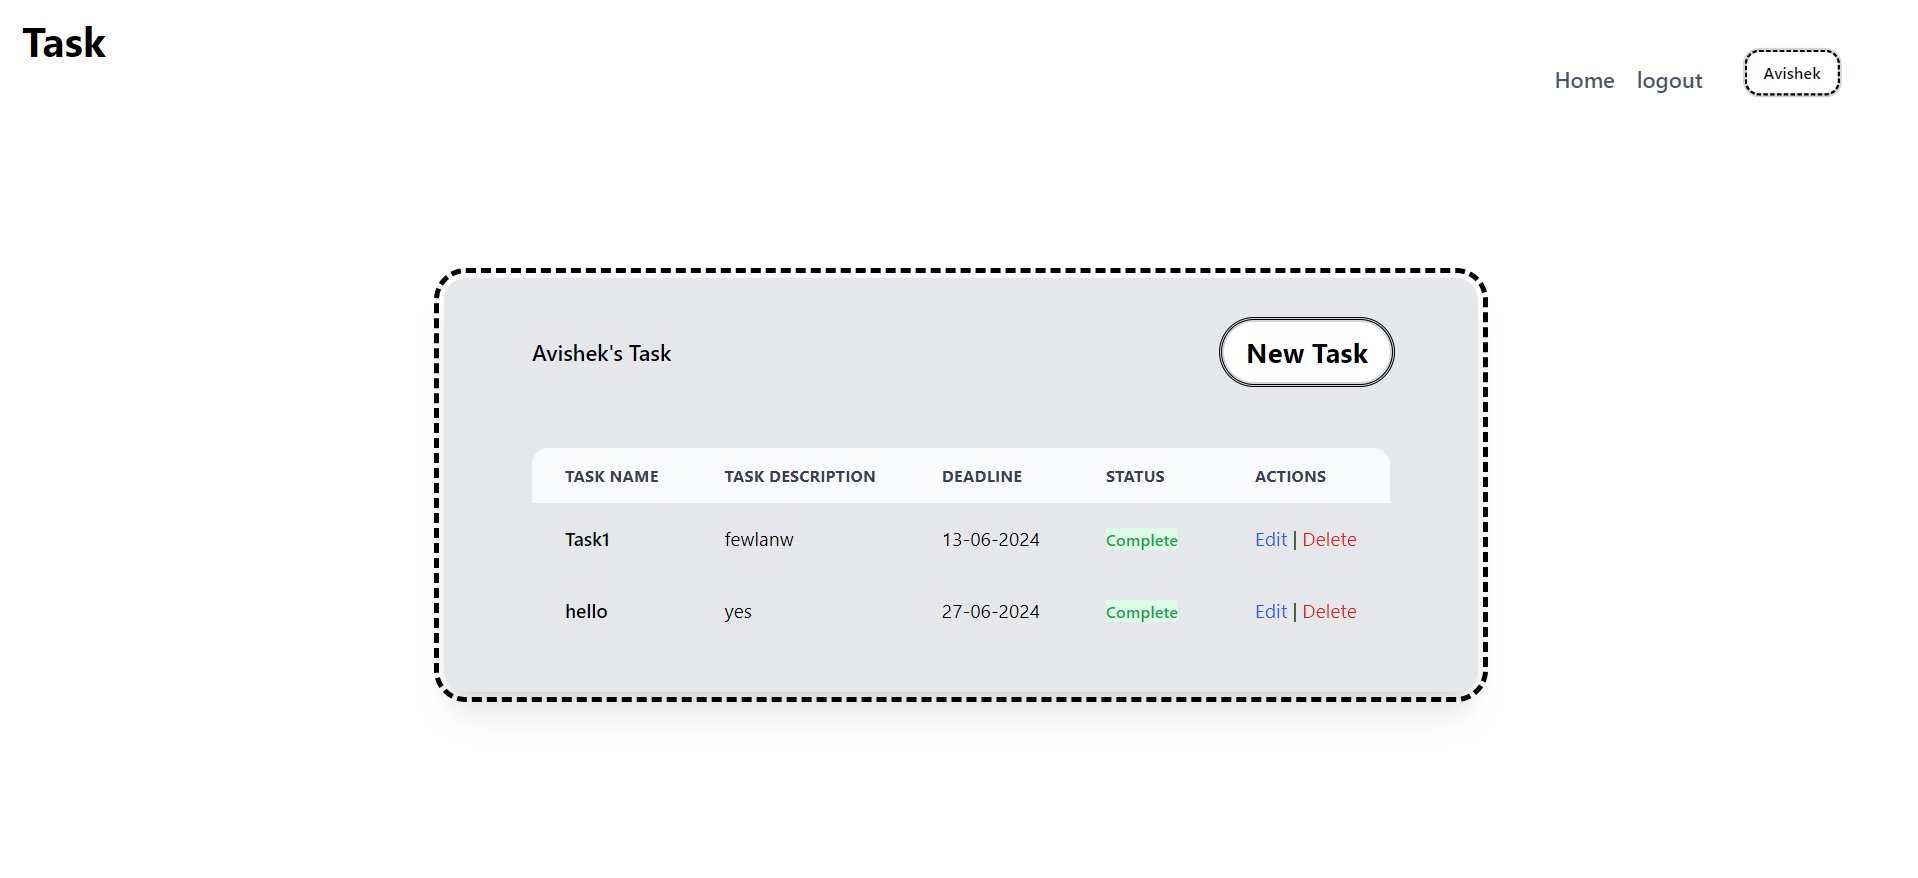 Task
Home logout Avishek
Avishek's Task New Task
TASK NAME TASK DESCRIPTION DEADLINE STATUS ACTIONS
Task1 fewlanw 13-06-2024 Complete Edit | Delete
hello yes 27-06-2024 Complete Edit | Delete